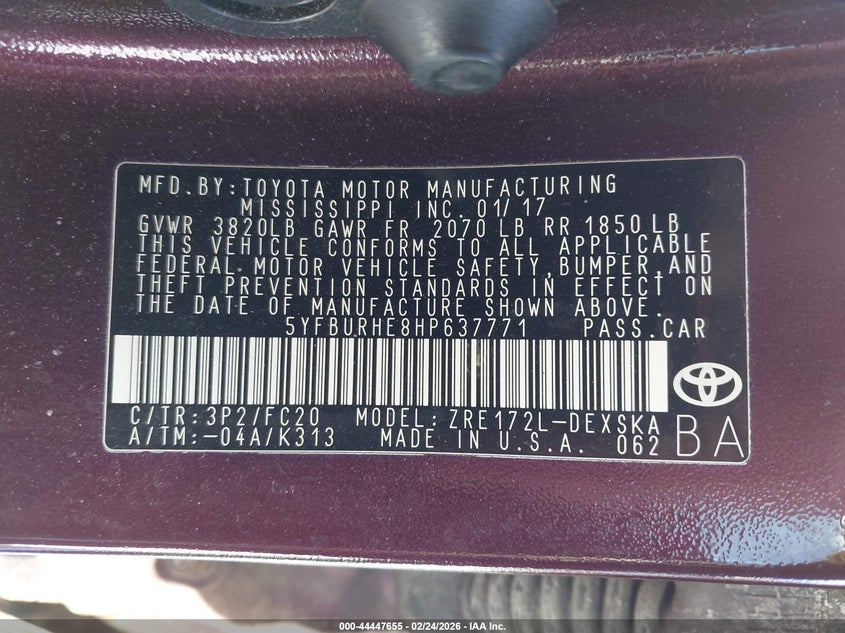 MFD.BY:TOYOTA MOTOR MANUFACTURING
MISSISSIPPI INC. 01/17
GVWR 3820LB GAWR FR 2070 LB RR 1850 LB
THIS VEHICLE CONFORMS TO ALL APPLICABLE
FEDERAL MOTOR VEHICLE SAFETY,BUMPER,AND
THEFT PREVENTION STANDARDS IN EFFECT ON
THE DATE OF MANUFACTURE SHOWN ABOVE.
5YFBURHE8HP637771 PASS.CAR
C/TR:3P2/FC20 MODEL:ZRE172L-DEXSKA
A/TM:-04A/K313 MADE IN U.S.A. 062 BA
000-44447655 - 02/24/2026 - IAA Inc.